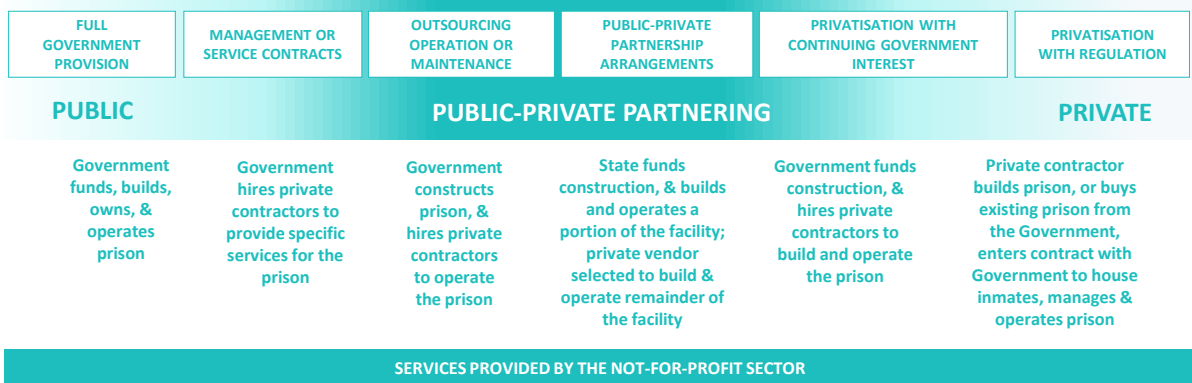 FULL
GOVERNMENT
PROVISION
MANAGEMENT OR
SERVICE CONTRACTS
OUTSOURCING
OPERATION OR
MAINTENANCE
PUBLIC-PRIVATE
PARTNERSHIP
ARRANGEMENTS
PRIVATISATION WITH
CONTINUING GOVERNMENT
INTEREST
PRIVATISATION
WITH REGULATION
PUBLIC
PUBLIC-PRIVATE PARTNERING
PRIVATE
Government
funds, builds,
owns, &
operates
prison
Government
hires private
contractors to
provide specific
services for the
prison
Government
constructs
prison, &
hires private
contractors
to operate
the prison
State funds
construction, & builds
and operates a
portion of the facility;
private vendor
selected to build &
operate remainder of
the facility
Government funds
construction, &
hires private
contractors to
build and operate
the prison
Private contractor
builds prison, or buys
existing prison from
the Government,
enters contract with
Government to house
inmates, manages &
operates prison
SERVICES PROVIDED BY THE NOT-FOR-PROFIT SECTOR